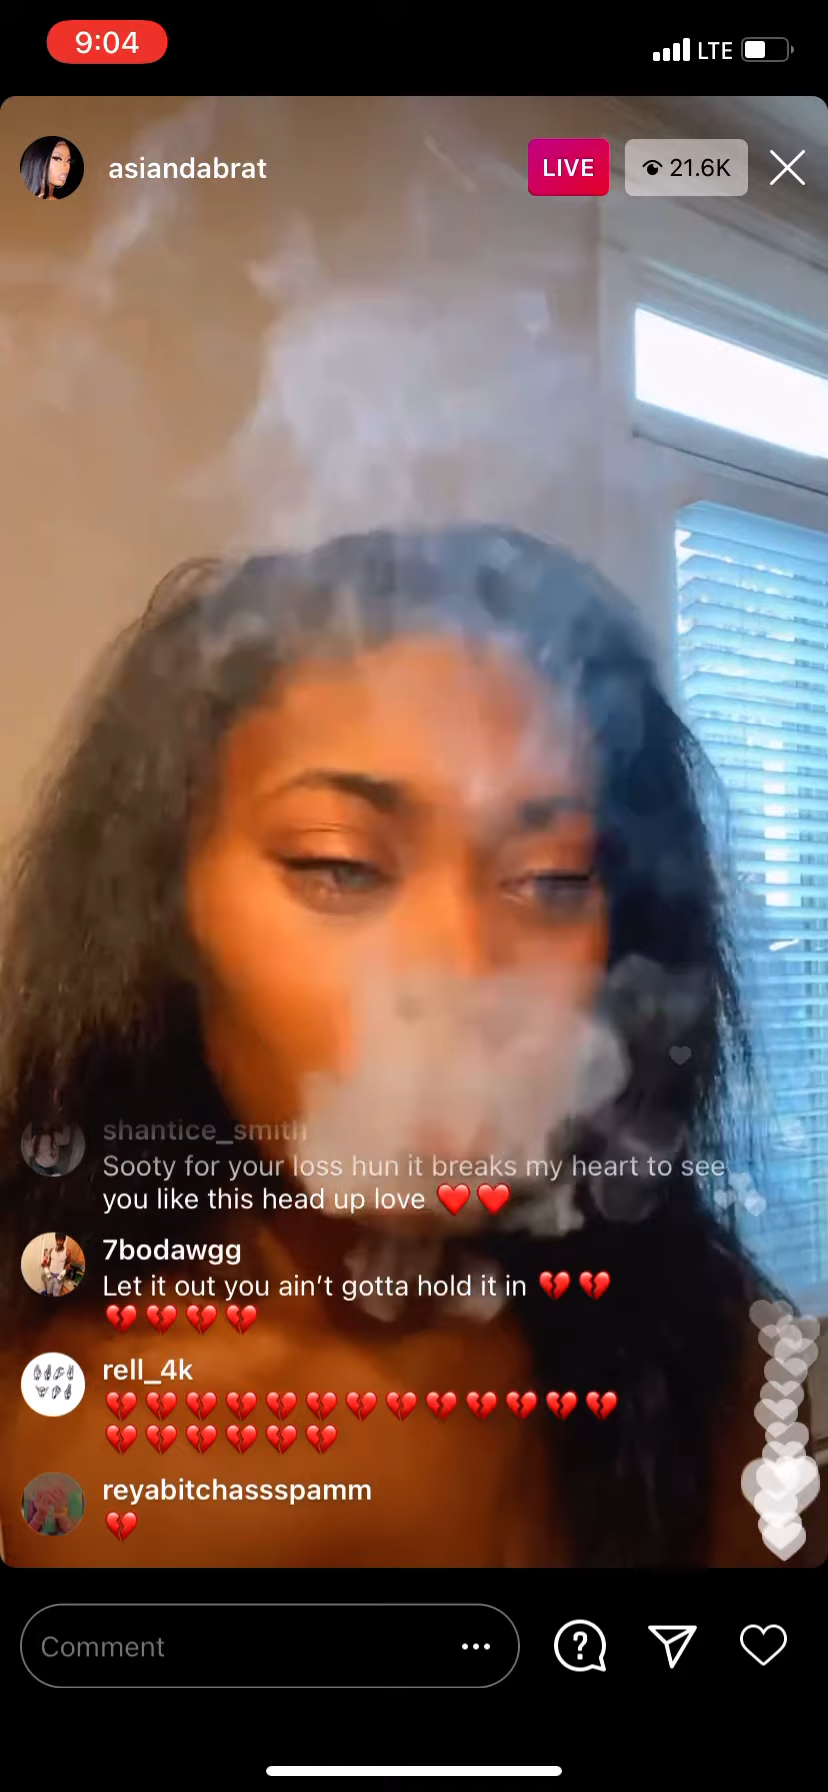 9:04
LTE
asiandabrat
LIVE
21.6K
shantice_smith
Sooty for your loss hun it breaks my heart to see
you like this head up love ❤️❤️
7bodawgg
Let it out you ain’t gotta hold it in 💔💔
💔💔💔💔
rell_4k
💔💔💔💔💔💔💔💔💔💔💔💔💔
💔💔💔💔💔💔
reyabitchassspamm
💔
Comment